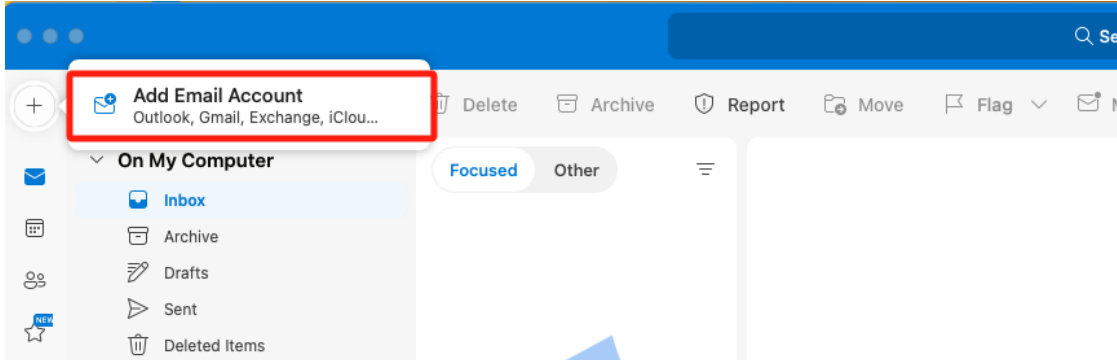 Se
Add Email Account
Outlook, Gmail, Exchange, iClou...
Delete
Archive
Report
Move
Flag
On My Computer
Focused
Other
Inbox
Archive
Drafts
NEW
Sent
Deleted Items